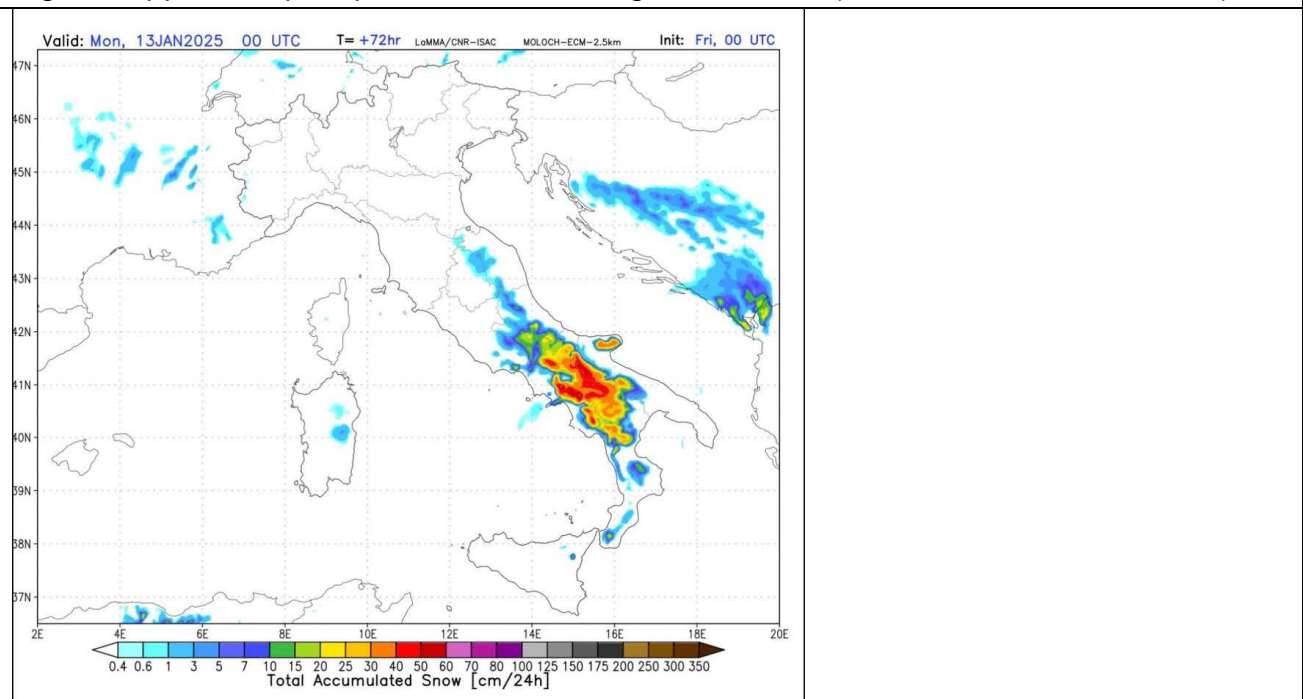 Valid: Mon, 13JAN2025 00 UTC T= +72hr LaMMA/CNR-ISAC MOLOCH-ECM-2.5km Init: Fri, 00 UTC
47N
46N
45N
44N
43N
42N
41N
40N
39N
38N
37N
2E 4E 6E 8E 10E 12E 14E 16E 18E 20E
0.4 0.6 1 3 5 7 10 15 20 25 30 40 50 60 70 80 100 125 150 175 200 250 300 350
Total Accumulated Snow [cm/24h]